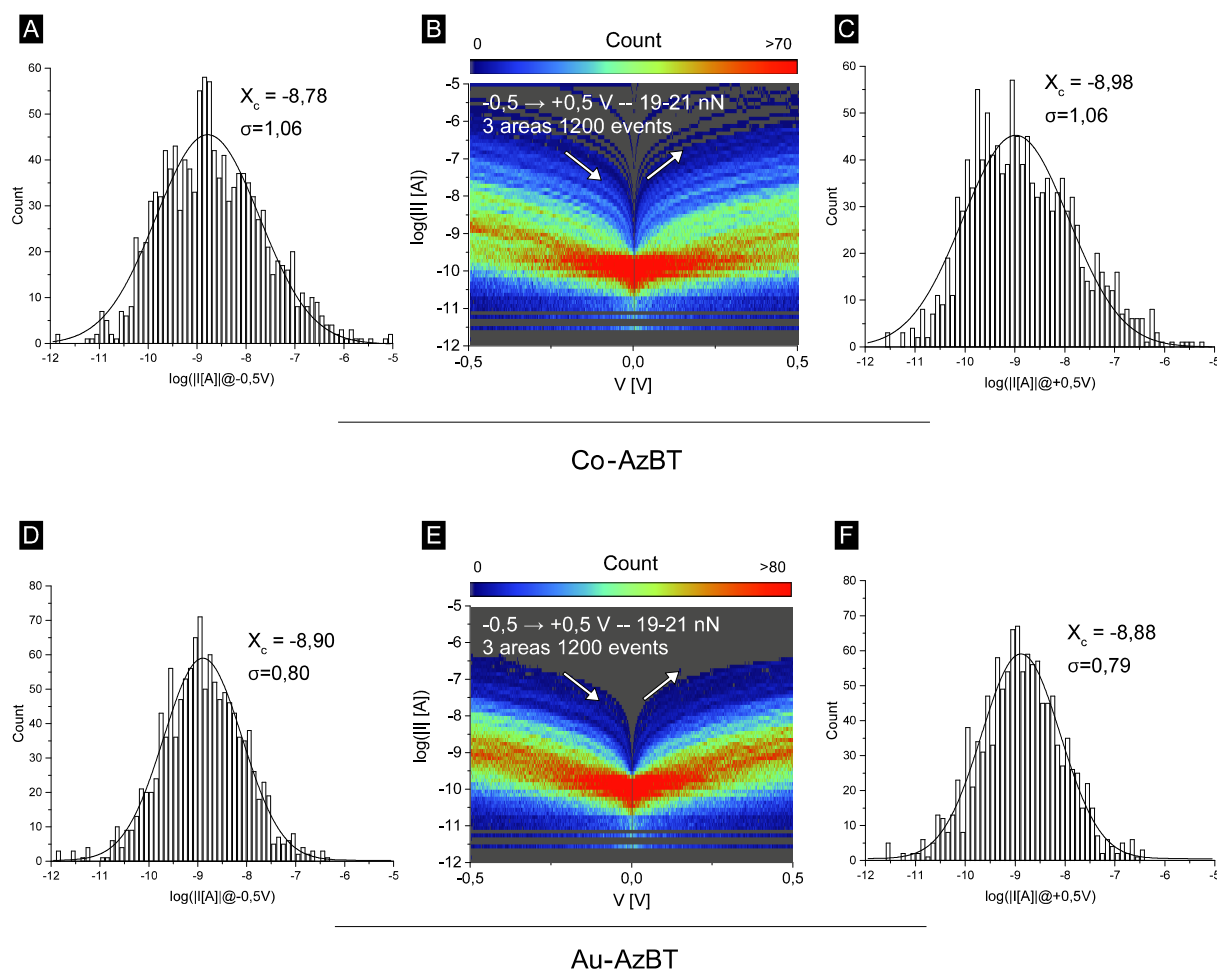 A
60
50
40
30
20
10
0
Count
-12
-11
-10
-9
-8
-7
-6
-5
log(|I[A]|@-0,5V)
X_c = -8,78
σ=1,06
B
0
Count
>70
-5
-6
-7
-8
-9
-10
-11
-12
log(|I| [A])
-0,5 → +0,5 V -- 19-21 nN
3 areas 1200 events
-0,5
0,0
0,5
V [V]
C
60
50
40
30
20
10
0
Count
-12
-11
-10
-9
-8
-7
-6
-5
log(|I[A]|@+0,5V)
X_c = -8,98
σ=1,06
Co-AzBT
D
80
70
60
50
40
30
20
10
0
Count
-12
-11
-10
-9
-8
-7
-6
-5
log(|I[A]|@-0,5V)
X_c = -8,90
σ=0,80
E
0
Count
>80
-5
-6
-7
-8
-9
-10
-11
-12
log(|I| [A])
-0,5 → +0,5 V -- 19-21 nN
3 areas 1200 events
-0,5
0,0
0,5
V [V]
F
80
70
60
50
40
30
20
10
0
Count
-12
-11
-10
-9
-8
-7
-6
-5
log(|I[A]|@+0,5V)
X_c = -8,88
σ=0,79
Au-AzBT